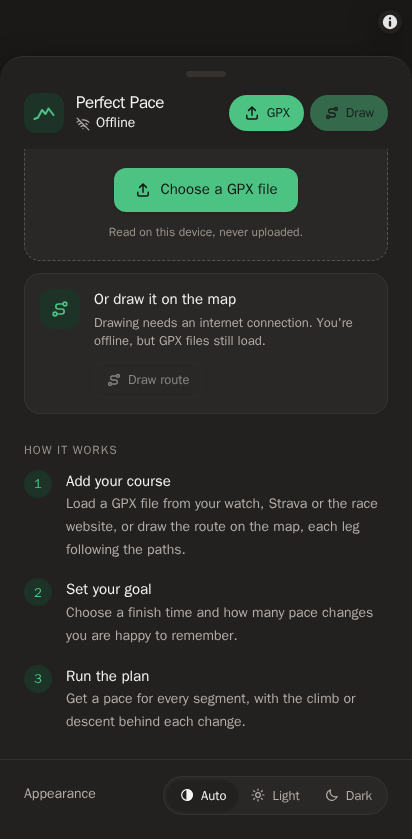 Perfect Pace
Offline
GPX
Draw
Choose a GPX file
Read on this device, never uploaded.
Or draw it on the map
Drawing needs an internet connection. You're
offline, but GPX files still load.
Draw route
HOW IT WORKS
1
Add your course
Load a GPX file from your watch, Strava or the race
website, or draw the route on the map, each leg
following the paths.
2
Set your goal
Choose a finish time and how many pace changes
you are happy to remember.
3
Run the plan
Get a pace for every segment, with the climb or
descent behind each change.
Appearance
Auto
Light
Dark